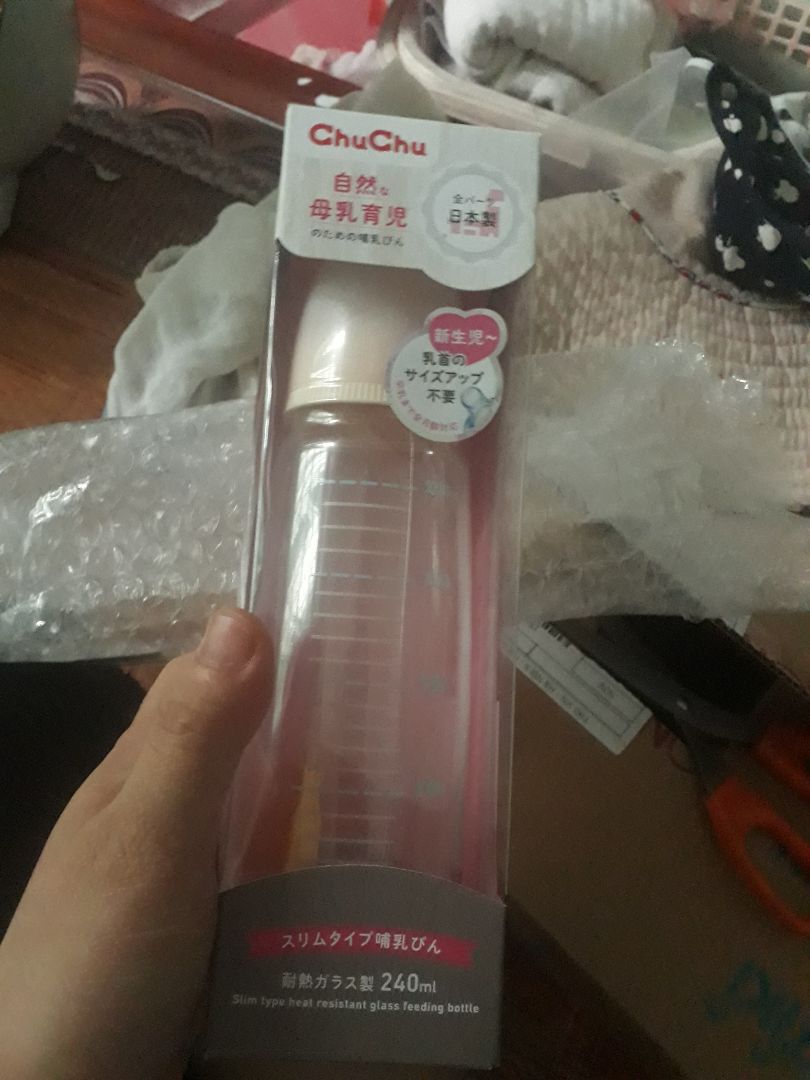 ChuChu
自然な
母乳育児
のための哺乳びん
全パーツ
日本製
新生児〜
乳首の
サイズアップ
不要
スリムタイプ哺乳びん
耐熱ガラス製 240ml
Slim type heat resistant glass feeding bottle